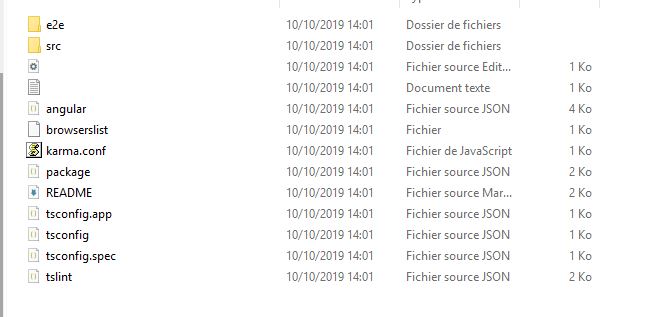 e2e 10/10/2019 14:01 Dossier de fichiers
src 10/10/2019 14:01 Dossier de fichiers
10/10/2019 14:01 Fichier source Edit... 1 Ko
10/10/2019 14:01 Document texte 1 Ko
angular 10/10/2019 14:01 Fichier source JSON 4 Ko
browserslist 10/10/2019 14:01 Fichier 1 Ko
karma.conf 10/10/2019 14:01 Fichier de JavaScript 1 Ko
package 10/10/2019 14:01 Fichier source JSON 2 Ko
README 10/10/2019 14:01 Fichier source Mar... 2 Ko
tsconfig.app 10/10/2019 14:01 Fichier source JSON 1 Ko
tsconfig 10/10/2019 14:01 Fichier source JSON 1 Ko
tsconfig.spec 10/10/2019 14:01 Fichier source JSON 1 Ko
tslint 10/10/2019 14:01 Fichier source JSON 2 Ko